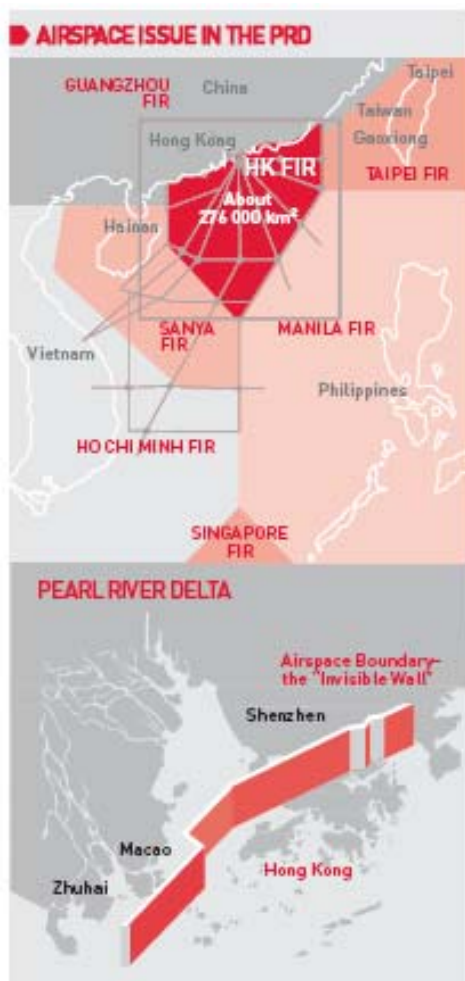 AIRSPACE ISSUE IN THE PRD
Taipei
GUANGZHOU
FIR
China
Taiwan
Hong Kong
Gaoxiong
HK FIR
TAIPEI FIR
About
276 000 km²
Hainan
SANYA
FIR
MANILA FIR
Vietnam
Philippines
HO CHI MINH FIR
SINGAPORE
FIR
PEARL RIVER DELTA
Airspace Boundary–
the "Invisible Wall"
Shenzhen
Macao
Hong Kong
Zhuhai